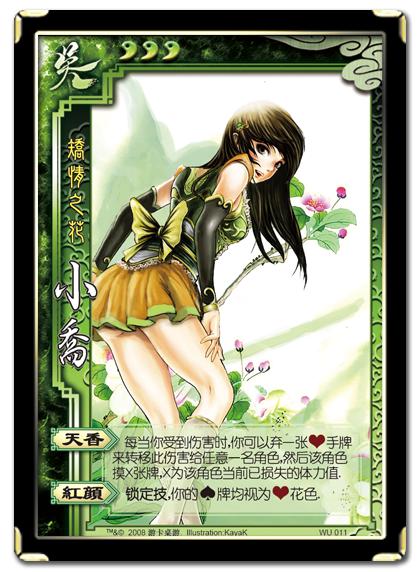 吴
矯情之花
小喬
天香
每当你受到伤害时,你可以弃一张♥手牌
来转移此伤害给任意一名角色,然后该角色
摸X张牌,X为该角色当前已损失的体力值.
紅顔
锁定技,你的♠牌均视为♥花色.
™&© 2008 游卡桌游 Illustration:KayaK WU 011